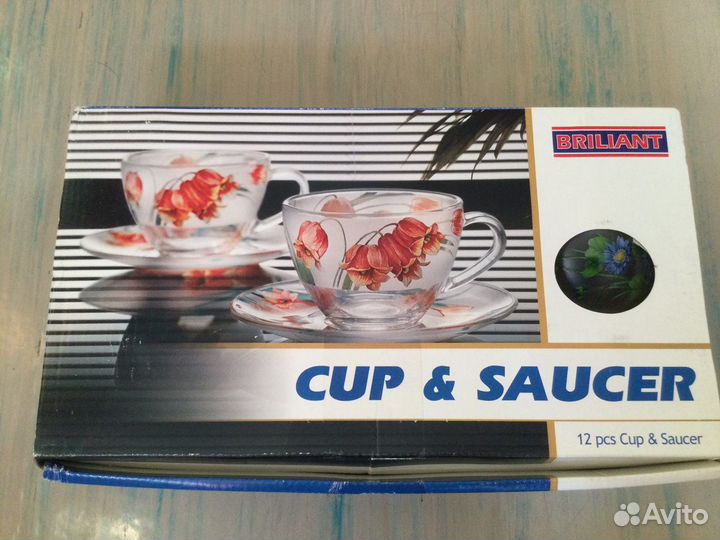 BRILIANT
CUP & SAUCER
12 pcs Cup & Saucer
Avito